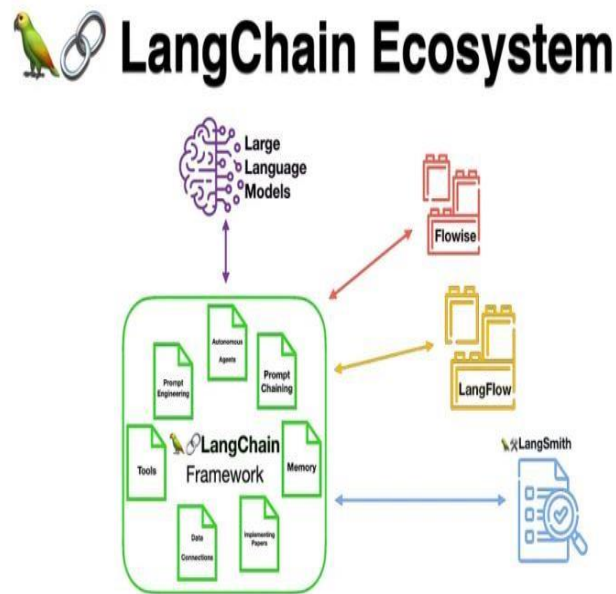 LangChain Ecosystem
Large
Language
Models
Flowise
LangFlow
LangSmith
Autonomous
Agents
Prompt
Engineering
Prompt
Chaining
LangChain
Framework
Tools
Memory
Data
Connections
Implementing
Papers